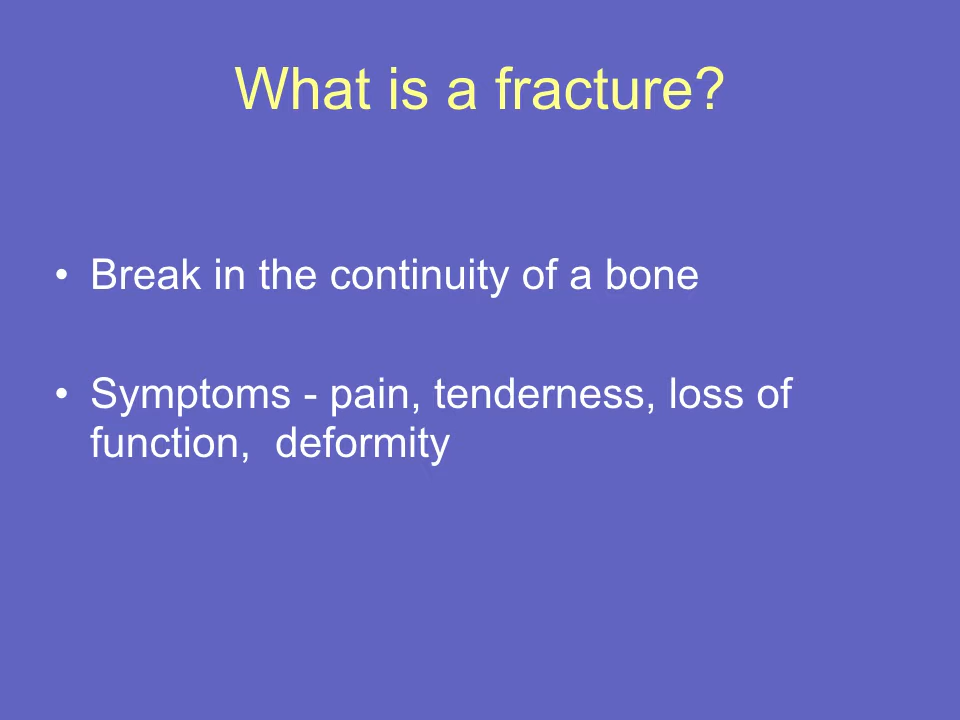 What is a fracture?
• Break in the continuity of a bone
• Symptoms - pain, tenderness, loss of
function,  deformity